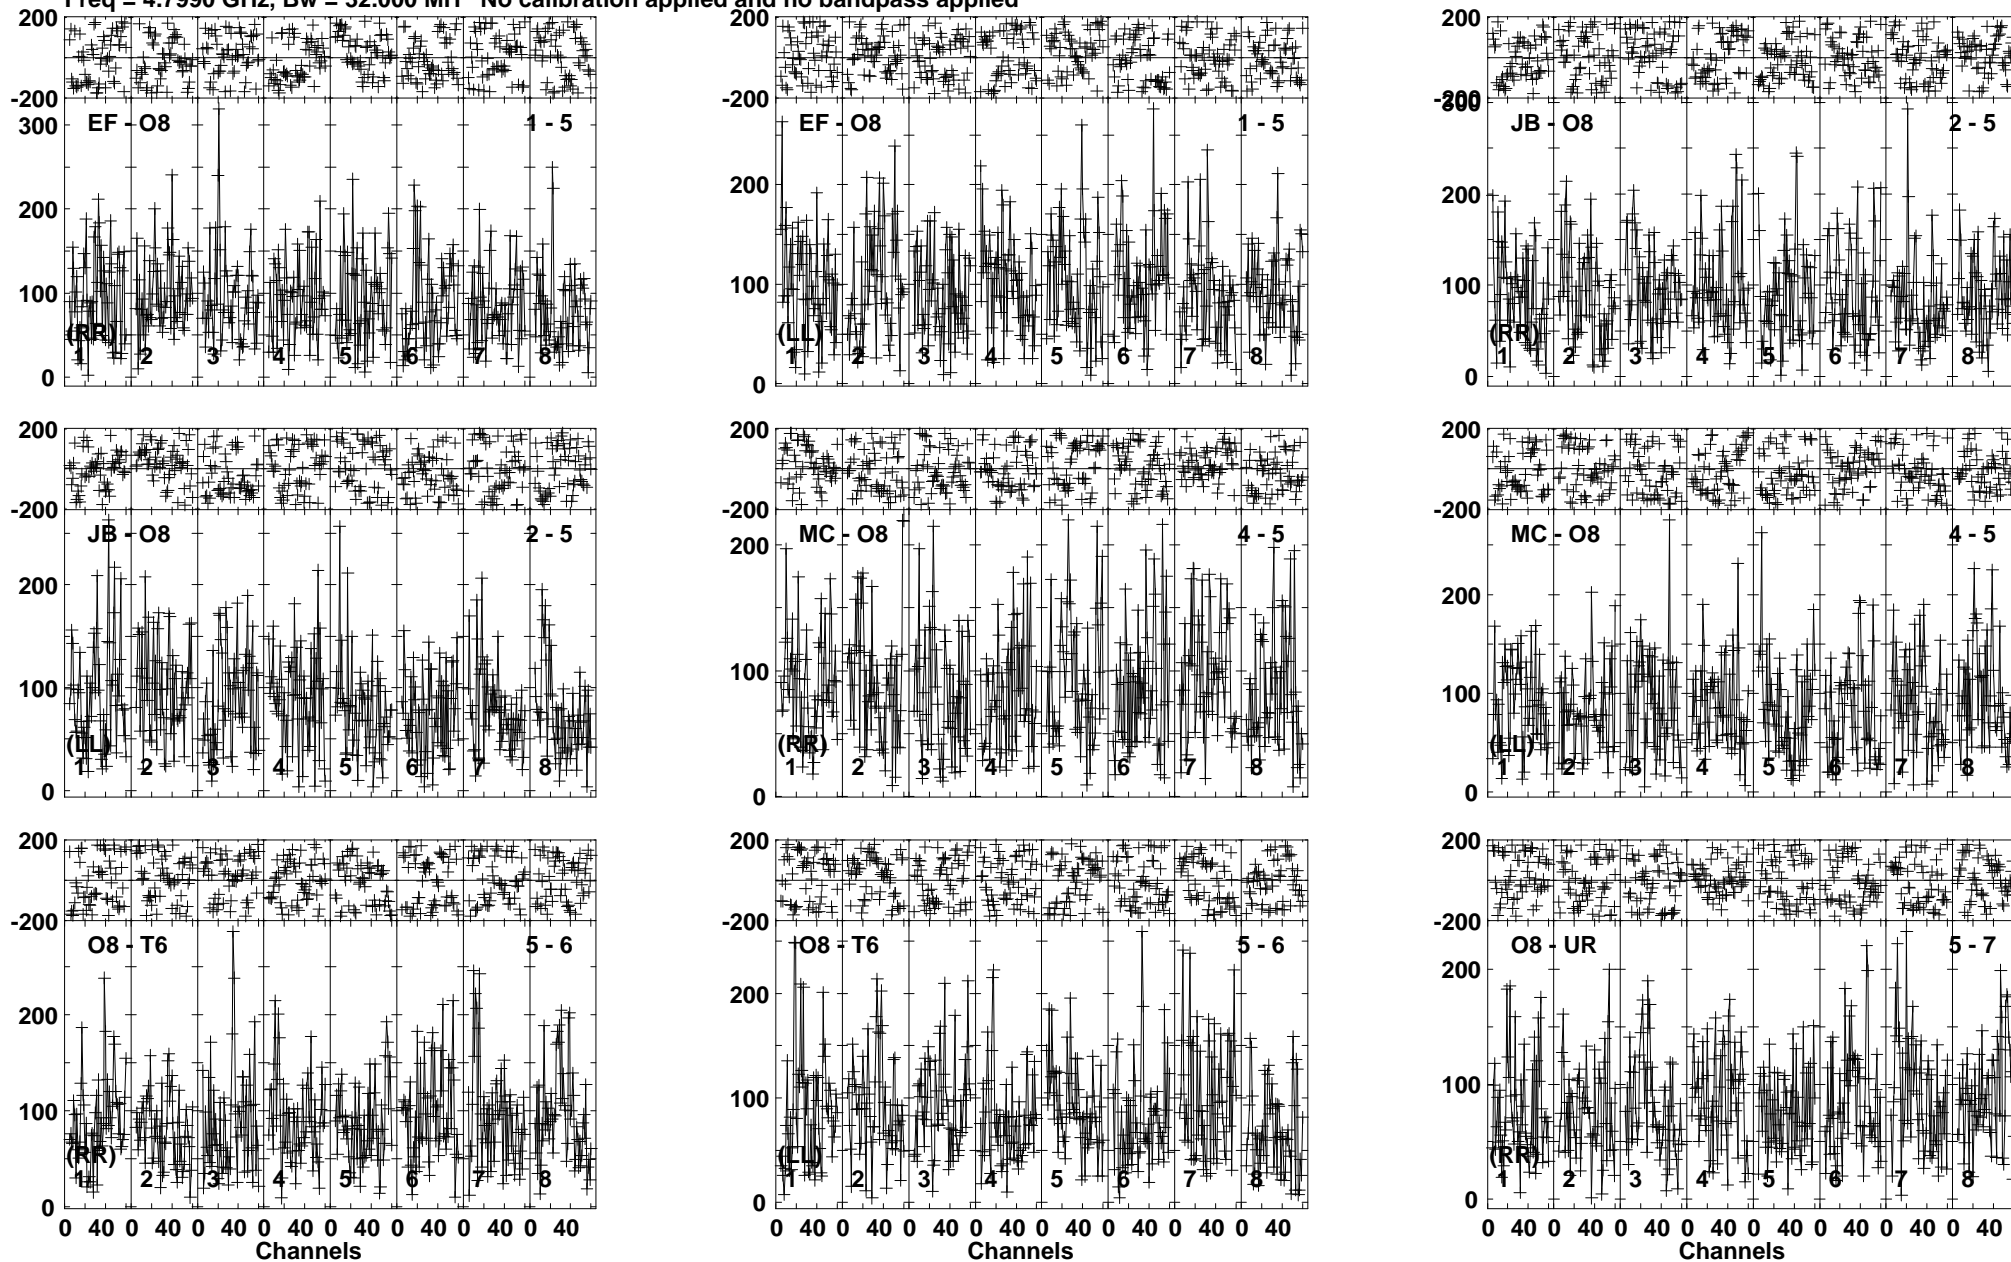 Freq = 4.7990 GHz, Bw = 32.000 MH No calibration applied and no bandpass applied
200 200 200
-200 -200 -200
300 EF - O8 1 - 5 EF - O8 1 - 5 300 JB - O8 2 - 5
200 200 200
100 100 100
(RR) (LL) (RR)
1 2 3 4 5 6 7 8 1 2 3 4 5 6 7 8 1 2 3 4 5 6 7 8
0 0 0
200 200 200
-200 -200 -200
JB - O8 2 - 5 MC - O8 4 - 5 MC - O8 4 - 5
200 200 200
100 100 100
(LL) (RR) (LL)
1 2 3 4 5 6 7 8 1 2 3 4 5 6 7 8 1 2 3 4 5 6 7 8
0 0 0
200 200 200
-200 -200 -200
O8 - T6 5 - 6 O8 - T6 5 - 6 O8 - UR 5 - 7
200 200 200
100 100 100
(RR) (LL) (RR)
1 2 3 4 5 6 7 8 1 2 3 4 5 6 7 8 1 2 3 4 5 6 7 8
0 0 0
0 40 0 40 0 40 0 40 0 40 0 40 0 40 0 40 0 40 0 40 0 40 0 40 0 40 0 40 0 40 0 40 0 40 0 40 0 40 0 40 0 40 0 40 0 40 0 40
Channels Channels Channels